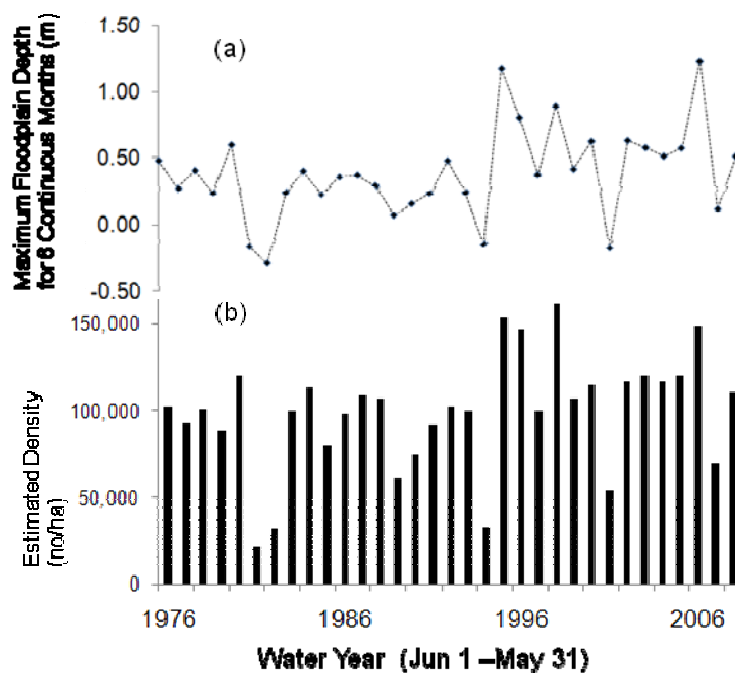 Maximum Floodplain Depth
for 6 Continuous Months (m)
(a)
1.50
1.00
0.50
0.00
-0.50
(b)
Estimated Density
(no/ha)
150,000
100,000
50,000
0
1976
1986
1996
2006
Water Year (Jun 1 –May 31)